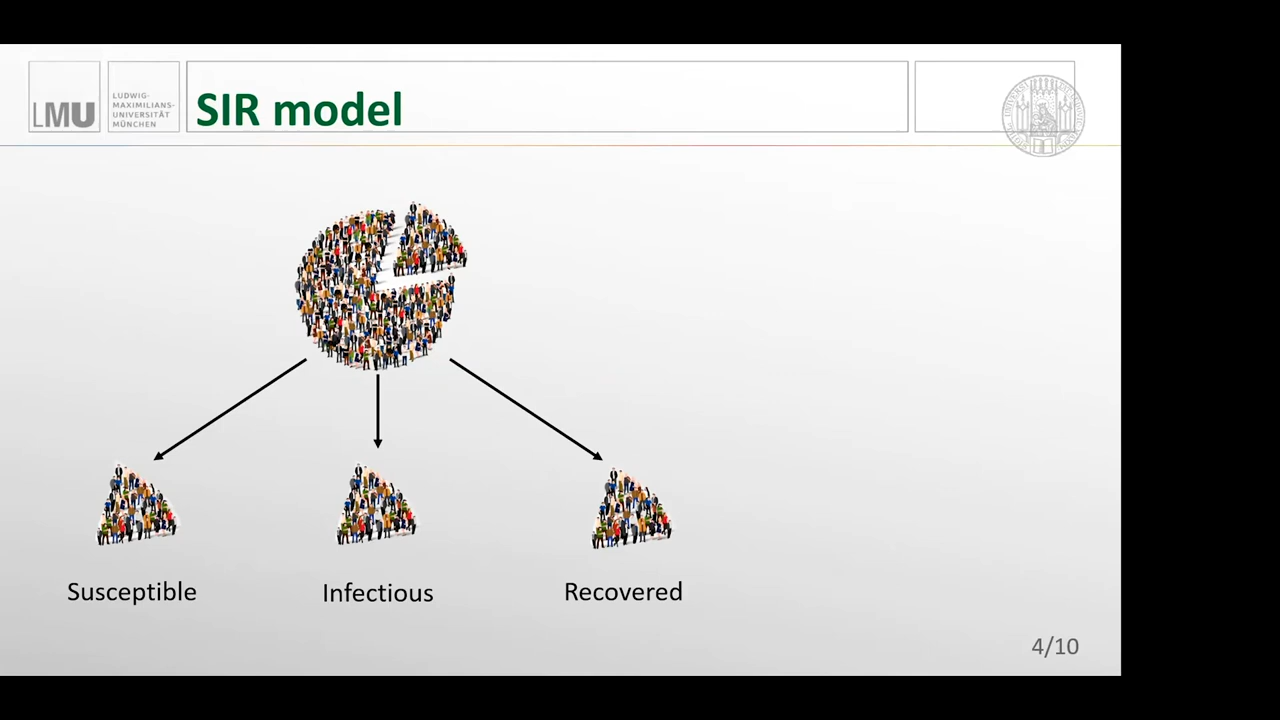 LMU
LUDWIG-
MAXIMILIANS-
UNIVERSITÄT
MÜNCHEN
SIR model
Susceptible
Infectious
Recovered
4/10